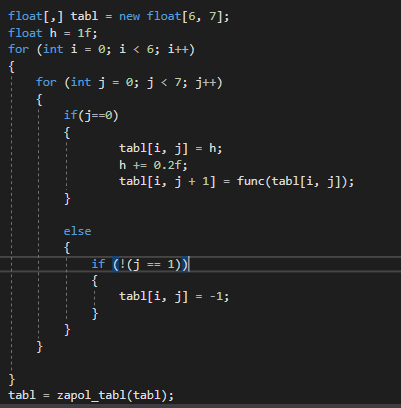 float[,] tabl = new float[6, 7];
float h = 1f;
for (int i = 0; i < 6; i++)
{
for (int j = 0; j < 7; j++)
{
if(j==0)
{
tabl[i, j] = h;
h += 0.2f;
tabl[i, j + 1] = func(tabl[i, j]);
}
else
{
if (!(j == 1))
{
tabl[i, j] = -1;
}
}
}
}
tabl = zapol_tabl(tabl);